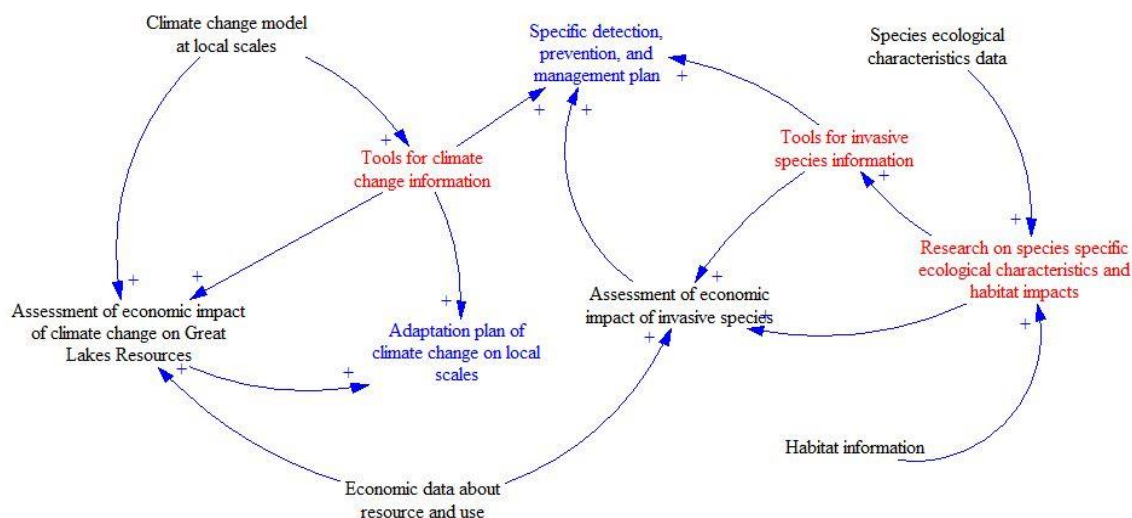 Climate change model
at local scales
Specific detection,
prevention, and
management plan
Species ecological
characteristics data
+
+
+
+
Tools for climate
change information
+
Tools for invasive
species information
+
+
Research on species specific
ecological characteristics and
habitat impacts
+
+
+
+
Assessment of economic impact
of climate change on Great
Lakes Resources
+
Adaptation plan of
climate change on local
scales
Assessment of economic
impact of invasive species
+
+
+
+
+
Habitat information
Economic data about
resource and use